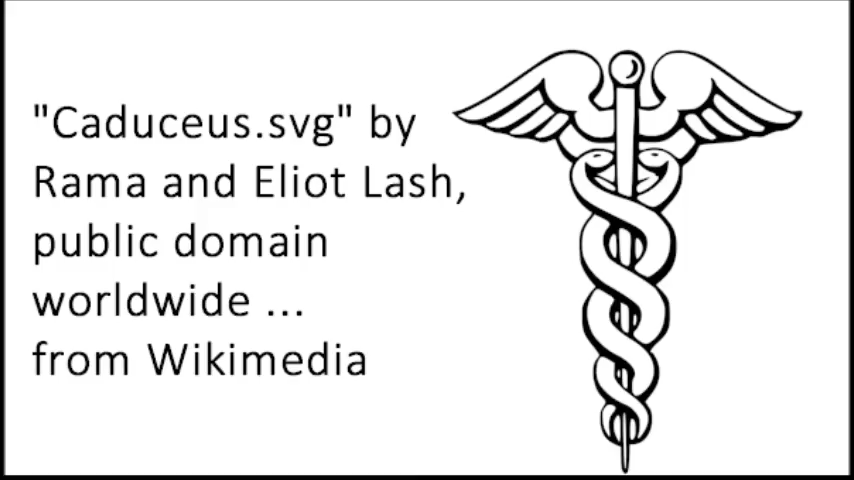 "Caduceus.svg" by
Rama and Eliot Lash,
public domain
worldwide ...
from Wikimedia